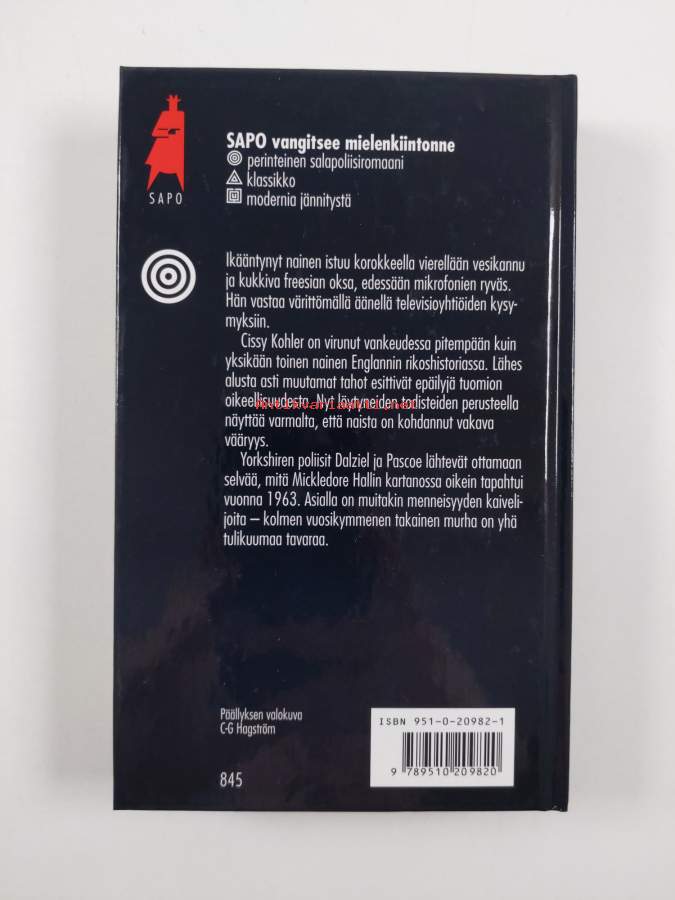 SAPO
SAPO vangitsee mielenkiintonne
perinteinen salapoliisiromaani
klassikko
modernia jännitystä
Ikääntynyt nainen istuu korokkeella vierellään vesikannu
ja kukkiva freesian oksa, edessään mikrofonien ryväs.
Hän vastaa värittömällä äänellä televisioyhtiöiden kysy-
myksiin.
Cissy Kohler on virunut vankeudessa pitempään kuin
yksikään toinen nainen Englannin rikoshistoriassa. Lähes
alusta asti muutamat tahot esittivät epäilyjä tuomion
oikeellisuudesta. Nyt löytyneiden todisteiden perusteella
Antikvariaatti.net
näyttää varmalta, että naista on kohdannut vakava
vääryys.
Yorkshiren poliisit Dalziel ja Pascoe lähtevät ottamaan
selvää, mitä Mickledore Hallin kartanossa oikein tapahtui
vuonna 1963. Asialla on muitakin menneisyyden kaiveli-
joita – kolmen vuosikymmenen takainen murha on yhä
tulikuumaa tavaraa.
Päällyksen valokuva
C-G Hagström
845
ISBN 951-0-20982-1
9 789510 209820